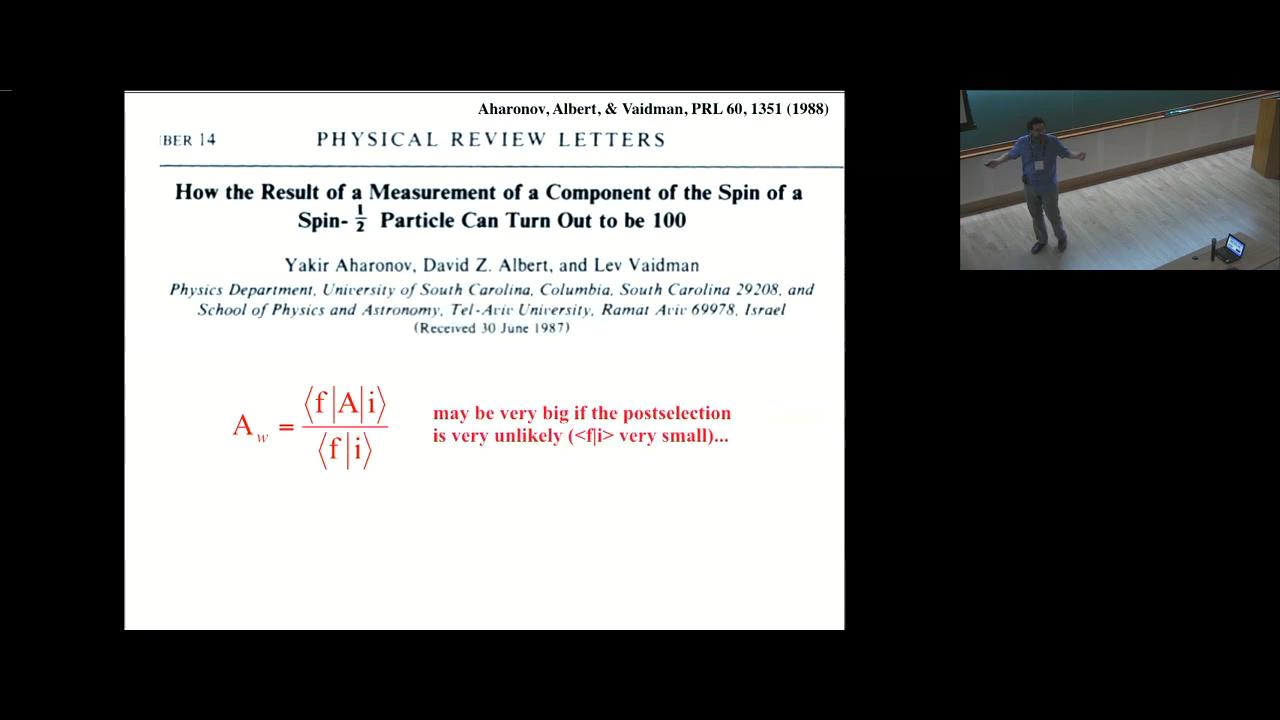 Aharonov, Albert, & Vaidman, PRL 60, 1351 (1988)
BER 14 PHYSICAL REVIEW LETTERS
How the Result of a Measurement of a Component of the Spin of a
Spin- 1/2 Particle Can Turn Out to be 100
Yakir Aharonov, David Z. Albert, and Lev Vaidman
Physics Department, University of South Carolina, Columbia, South Carolina 29208, and
School of Physics and Astronomy, Tel-Aviv University, Ramat Aviv 69978, Israel
(Received 30 June 1987)
A_w = ⟨f|A|i⟩ / ⟨f|i⟩
may be very big if the postselection
is very unlikely (<f|i> very small)...